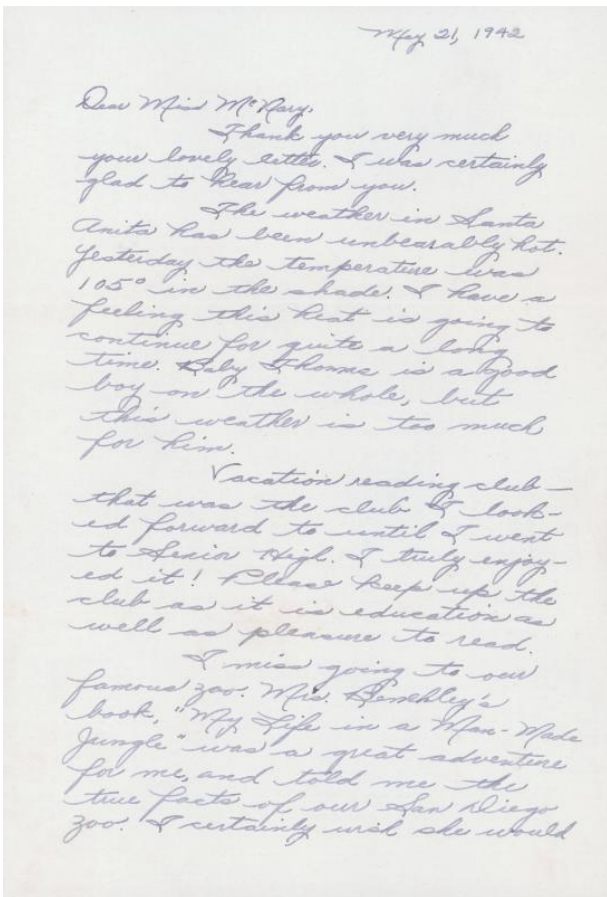 May 21, 1942
Dear Miss McNary,
Thank you very much
your lovely letter. I was certainly
glad to hear from you.
The weather in Santa
Anita has been unbearably hot.
Yesterday the temperature was
105° in the shade. I have a
feeling this heat is going to
continue for quite a long
time. Baby Thomas is a good
boy on the whole, but
this weather is too much
for him.
Vacation reading club—
that was the club I look-
ed forward to until I went
to Senior High. I truly enjoy-
ed it! Please keep up the
club as it is education as
well as pleasure to read.
I miss going to our
famous zoo. Mrs.
book, "My Life in a Man-Made
Jungle" was a great adventure
for me, and told me the
true facts of our San Diego
zoo. I certainly wish she would